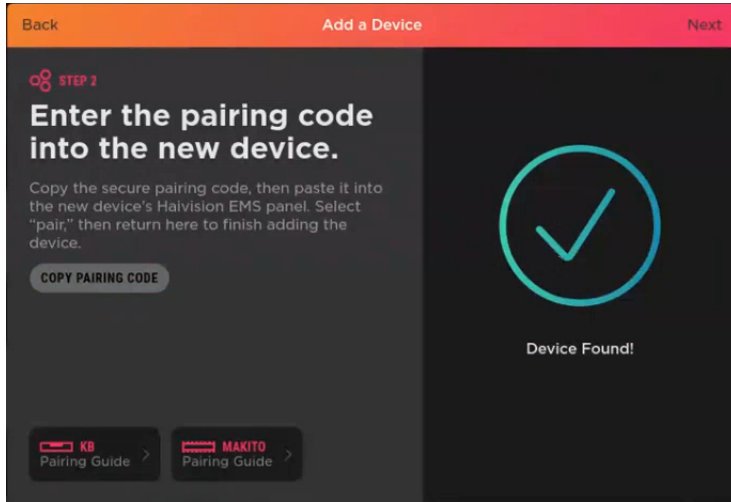 Back
Add a Device
Next
STEP 2
Enter the pairing code
into the new device.
Copy the secure pairing code, then paste it into
the new device's Haivision EMS panel. Select
“pair,” then return here to finish adding the
device.
COPY PAIRING CODE
Device Found!
KB
Pairing Guide
MAKITO
Pairing Guide